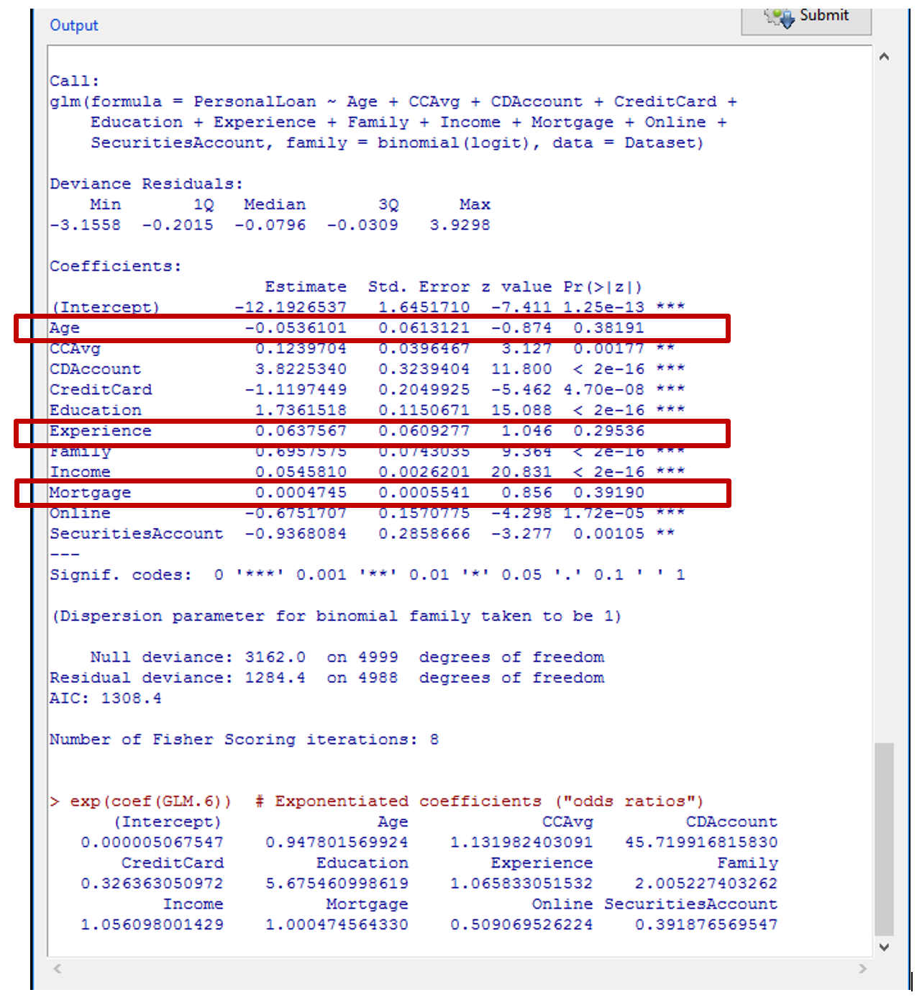 Output
Submit
Call:
glm(formula = PersonalLoan ~ Age + CCAvg + CDAccount + CreditCard +
    Education + Experience + Family + Income + Mortgage + Online +
    SecuritiesAccount, family = binomial(logit), data = Dataset)
Deviance Residuals:
    Min       1Q   Median       3Q      Max
-3.1558  -0.2015  -0.0796  -0.0309   3.9298
Coefficients:
                     Estimate  Std. Error z value Pr(>|z|)
(Intercept)       -12.1926537   1.6451710  -7.411 1.25e-13 ***
Age                -0.0536101   0.0613121  -0.874  0.38191
CCAvg               0.1239704   0.0396467   3.127  0.00177 **
CDAccount           3.8225340   0.3239404  11.800  < 2e-16 ***
CreditCard         -1.1197449   0.2049925  -5.462 4.70e-08 ***
Education           1.7361518   0.1150671  15.088  < 2e-16 ***
Experience          0.0637567   0.0609277   1.046  0.29536
Family              0.6957575   0.0743035   9.364  < 2e-16 ***
Income              0.0545810   0.0026201  20.831  < 2e-16 ***
Mortgage            0.0004745   0.0005541   0.856  0.39190
Online             -0.6751707   0.1570775  -4.298 1.72e-05 ***
SecuritiesAccount  -0.9368084   0.2858666  -3.277  0.00105 **
---
Signif. codes:  0 '***' 0.001 '**' 0.01 '*' 0.05 '.' 0.1 ' ' 1
(Dispersion parameter for binomial family taken to be 1)
    Null deviance: 3162.0  on 4999  degrees of freedom
Residual deviance: 1284.4  on 4988  degrees of freedom
AIC: 1308.4
Number of Fisher Scoring iterations: 8
> exp(coef(GLM.6))  # Exponentiated coefficients ("odds ratios")
      (Intercept)               Age             CCAvg         CDAccount
   0.000005067547    0.947801569924    1.131982403091   45.719916815830
       CreditCard         Education        Experience            Family
   0.326363050972    5.675460998619    1.065833051532    2.005227403262
           Income          Mortgage            Online SecuritiesAccount
   1.056098001429    1.000474564330    0.509069526224    0.391876569547